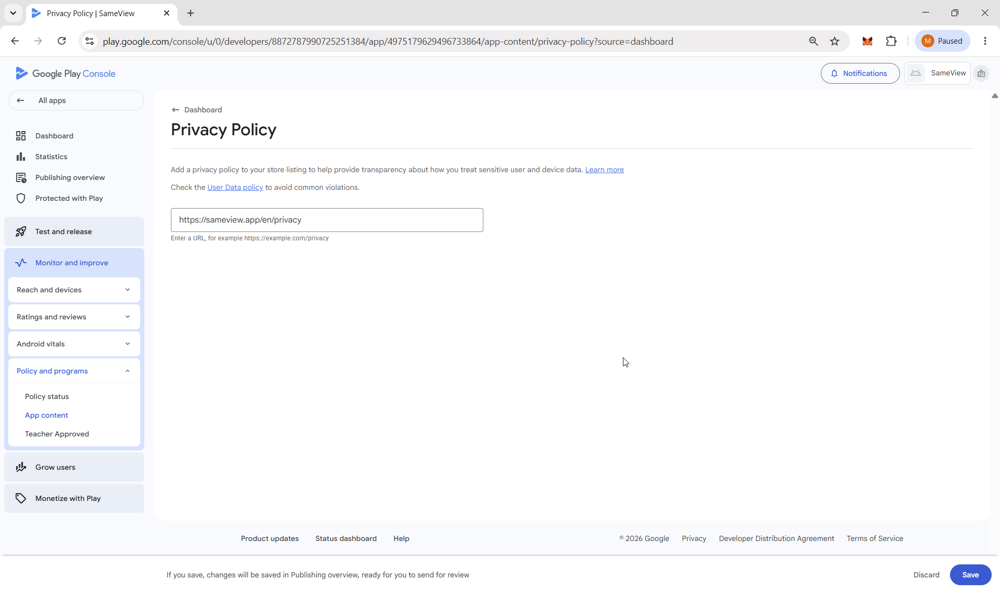 Privacy Policy | SameView
play.google.com/console/u/0/developers/8872787990725251384/app/4975179629496733864/app-content/privacy-policy?source=dashboard
M Paused
Google Play Console
Notifications
SameView
All apps
Dashboard
Statistics
Publishing overview
Protected with Play
Test and release
Monitor and improve
Reach and devices
Ratings and reviews
Android vitals
Policy and programs
Policy status
App content
Teacher Approved
Grow users
Monetize with Play
Dashboard
Privacy Policy
Add a privacy policy to your store listing to help provide transparency about how you treat sensitive user and device data. Learn more
Check the User Data policy to avoid common violations.
https://sameview.app/en/privacy
Enter a URL, for example https://example.com/privacy
Product updates
Status dashboard
Help
© 2026 Google
Privacy
Developer Distribution Agreement
Terms of Service
If you save, changes will be saved in Publishing overview, ready for you to send for review
Discard
Save